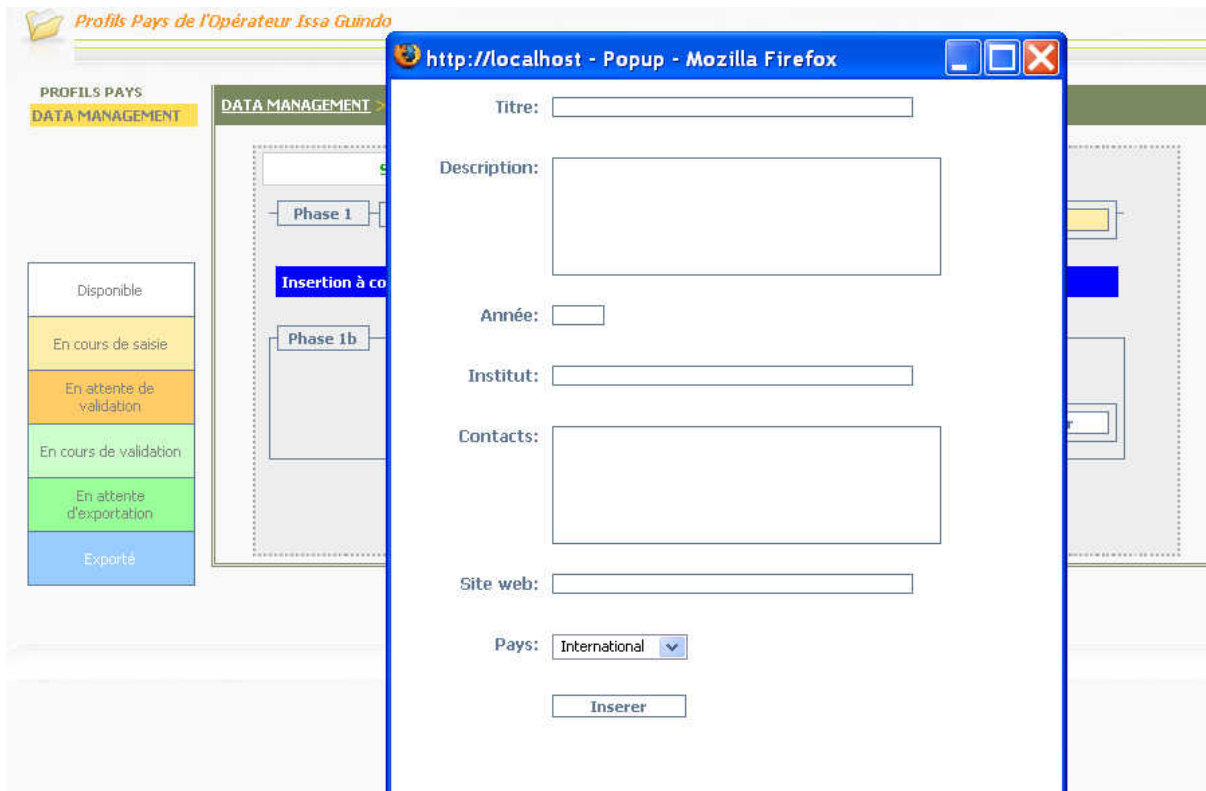 Profils Pays de l'Opérateur Issa Guindo
http://localhost - Popup - Mozilla Firefox
PROFILS PAYS
DATA MANAGEMENT
DATA MANAGEMENT >
Phase 1
Insertion à co
Phase 1b
Disponible
En cours de saisie
En attente de
validation
En cours de validation
En attente
d'exportation
Exporté
Titre:
Description:
Année:
Institut:
Contacts:
Site web:
Pays: International
Inserer